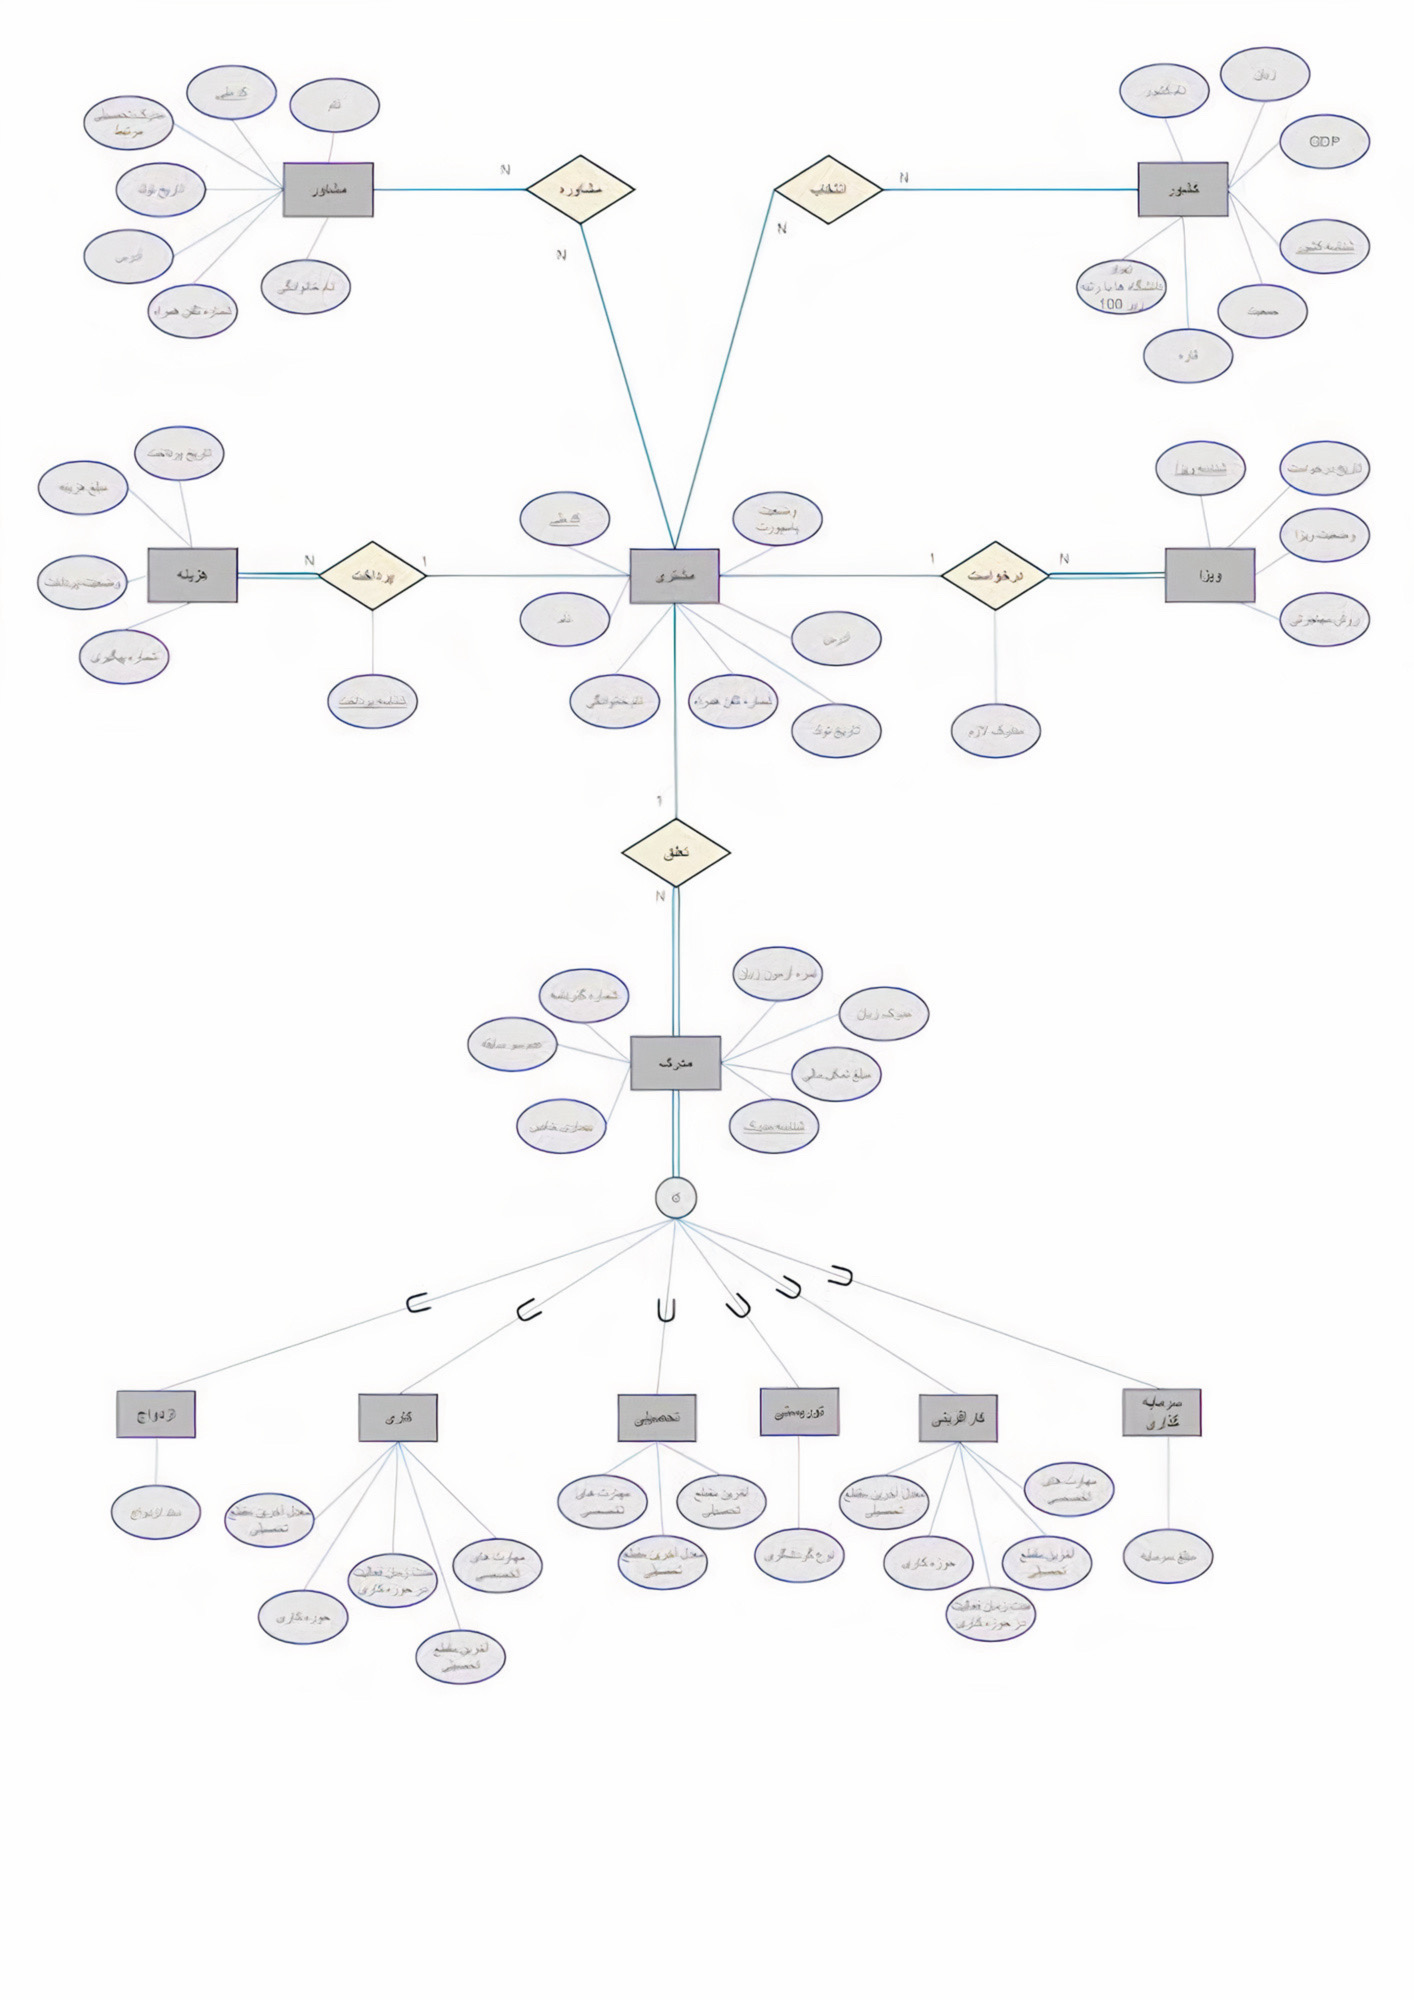 نام
کد ملی
مدرک تحصیلی
مرتبط
تاریخ تولد
آدرس
شماره تلفن همراه
نام خانوادگی
مشاور
N
مشاوره
N
انتخاب
N
N
کشور
نام کشور
زبان
GDP
شناسه کشور
جمعیت
قاره
تعداد
دانشگاه ها با رتبه
زیر 100
تاریخ پرداخت
مبلغ هزینه
وضعیت پرداخت
شماره پیگیری
هزینه
N
پرداخت
1
شناسه پرداخت
کد ملی
وضعیت
پاسپورت
مشتری
نام
نام خانوادگی
شماره تلفن همراه
تاریخ تولد
آدرس
1
درخواست
N
مدارک لازم
ویزا
شناسه ویزا
تاریخ درخواست
وضعیت ویزا
روش مهاجرتی
1
تعلق
N
نمره آزمون زبان
شماره گذرنامه
مدرک زبان
مدرک
مبلغ تمکن مالی
بیماری خاص
شناسه مدرک
ازدواج
کاری
تحصیلی
توریستی
کار آفرینی
سرمایه
گذاری
سند ازدواج
معدل آخرین مقطع
تحصیلی
حوزه کاری
مدت زمان فعالیت
در حوزه کاری
مهارت های
تخصصی
آخرین مقطع
تحصیلی
مهارت های
تخصصی
معدل آخرین مقطع
تحصیلی
آخرین مقطع
تحصیلی
نوع گردشگری
معدل آخرین مقطع
تحصیلی
حوزه کاری
مدت زمان فعالیت
در حوزه کاری
آخرین مقطع
تحصیلی
مهارت های
تخصصی
مبلغ سرمایه